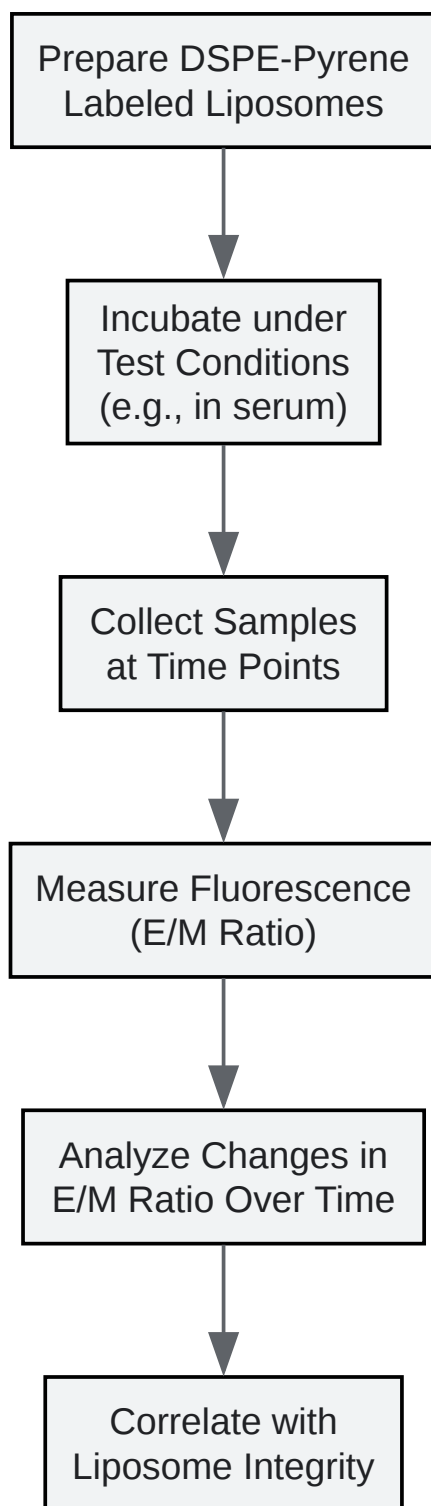 Prepare DSPE-Pyrene
Labeled Liposomes
Incubate under
Test Conditions
(e.g., in serum)
Collect Samples
at Time Points
Measure Fluorescence
(E/M Ratio)
Analyze Changes in
E/M Ratio Over Time
Correlate with
Liposome Integrity